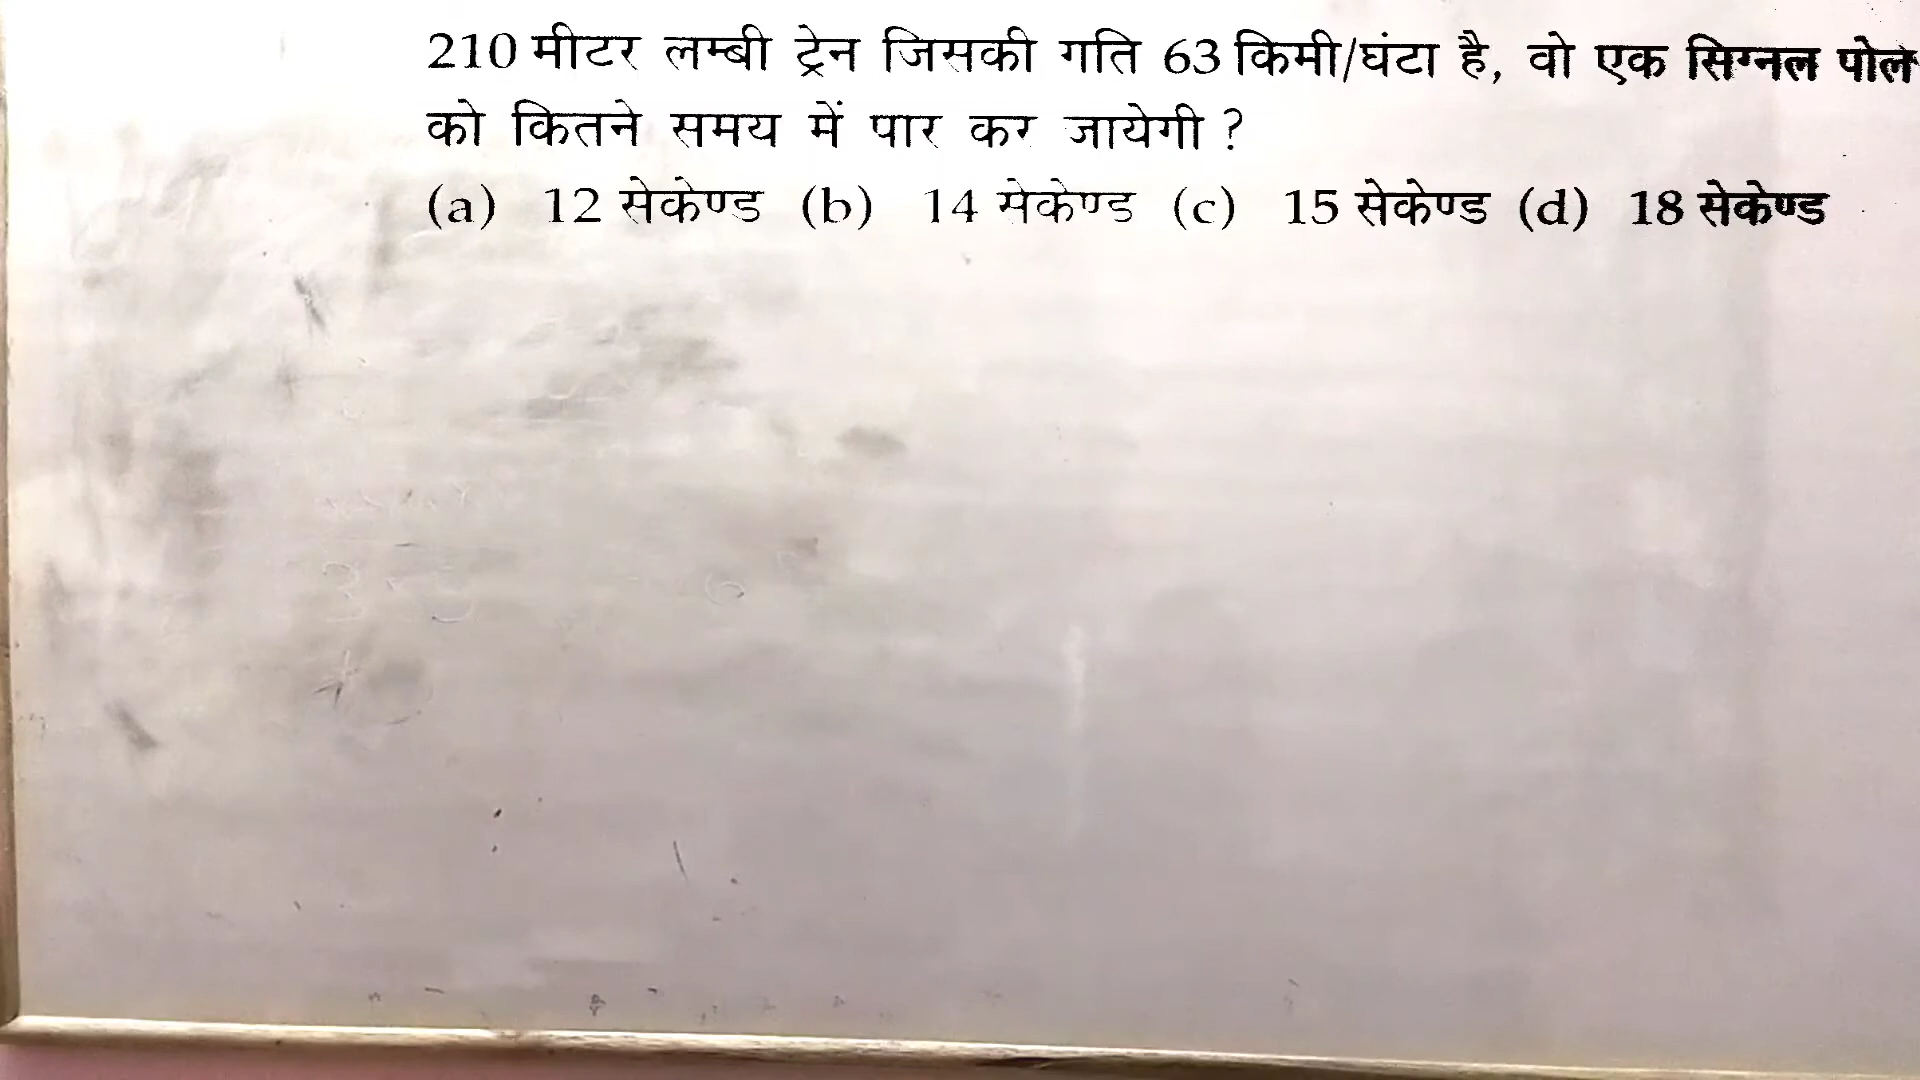 210 मीटर लम्बी ट्रेन जिसकी गति 63 किमी/घंटा है, वो एक सिग्नल पोल
को कितने समय में पार कर जायेगी ?
(a) 12 सेकेण्ड (b) 14 सेकेण्ड (c) 15 सेकेण्ड (d) 18 सेकेण्ड